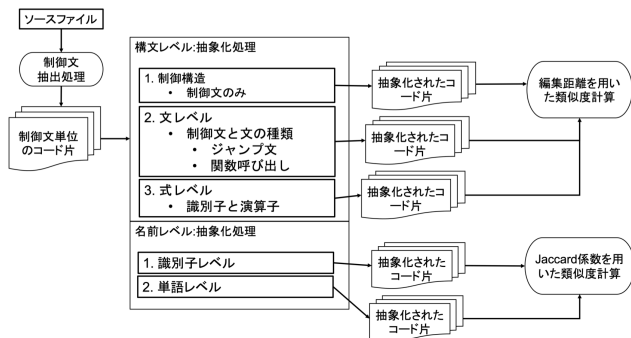 ソースファイル
制御文
抽出処理
制御文単位
のコード片
構文レベル:抽象化処理
1. 制御構造
• 制御文のみ
2. 文レベル
• 制御文と文の種類
• ジャンプ文
• 関数呼び出し
3. 式レベル
• 識別子と演算子
名前レベル:抽象化処理
1. 識別子レベル
2. 単語レベル
抽象化されたコ
ード片
抽象化されたコ
ード片
抽象化されたコ
ード片
抽象化された
コード片
抽象化された
コード片
編集距離を用い
た類似度計算
Jaccard係数を用
いた類似度計算